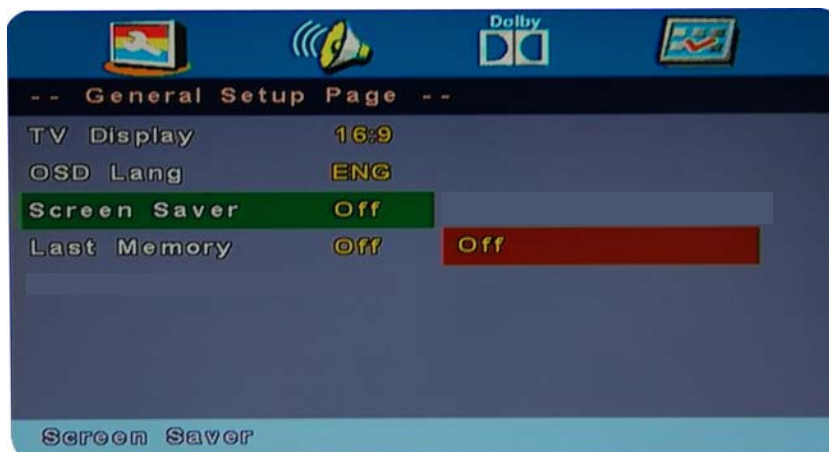 Dolby
-- General Setup Page --
TV Display 16:9
OSD Lang ENG
Screen Saver Off
Last Memory Off Off
Screen Saver